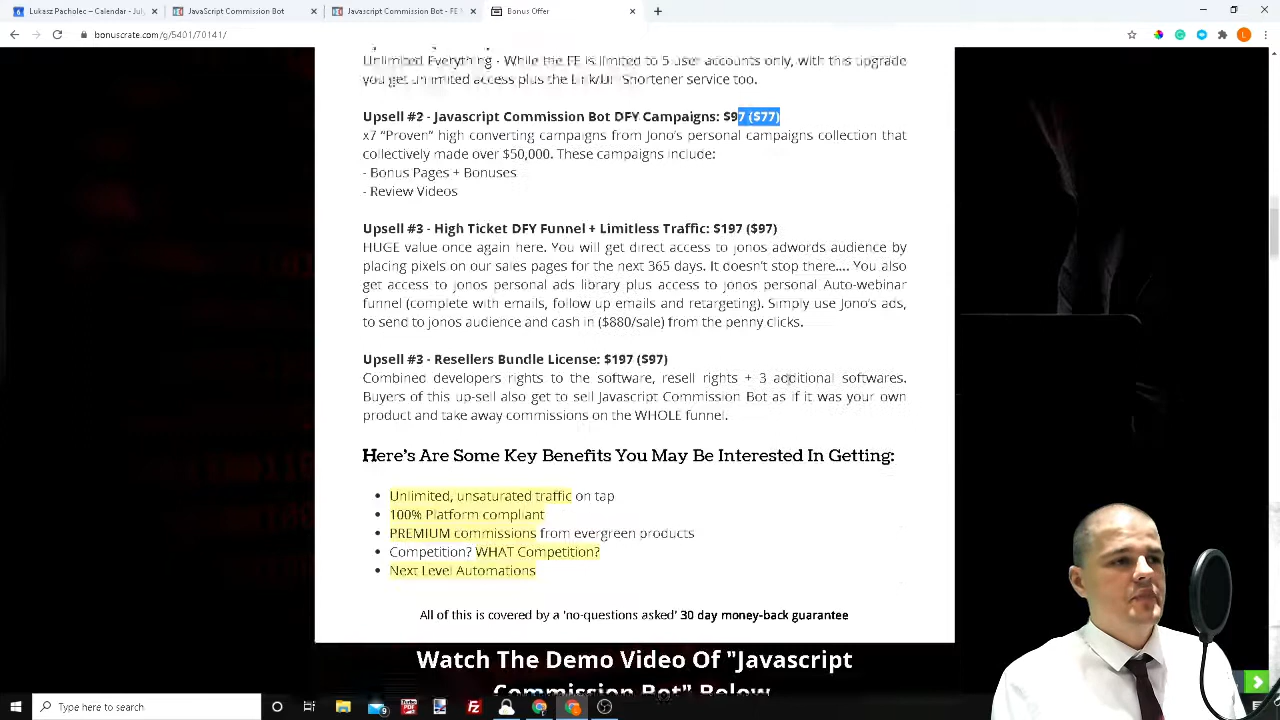 Lukasz Pacholec - Calendar - July
JavaScript Commission Bot
Javascript Commission Bot - FE
Bonus Offer
bonuscrate.com/g/5401/70141/
Unlimited Everything - While the FE is limited to 5 user accounts only, with this upgrade
you get unlimited access plus the Shortener service too.
Upsell #2 - Javascript Commission Bot DFY Campaigns: $97 ($77)
x7 “Proven” high converting campaigns from Jono’s personal campaigns collection that
collectively made over $50,000. These campaigns include:
- Bonus Pages + Bonuses
- Review Videos
Upsell #3 - High Ticket DFY Funnel + Limitless Traffic: $197 ($97)
HUGE value once again here. You will get direct access to jonos adwords audience by
placing pixels on our sales pages for the next 365 days. It doesn’t stop there…. You also
get access to jonos personal ads library plus access to jonos personal Auto-webinar
funnel (complete with emails, follow up emails and retargeting). Simply use Jono’s ads,
to send to jonos audience and cash in ($880/sale) from the penny clicks.
Upsell #3 - Resellers Bundle License: $197 ($97)
Combined developers rights to the software, resell rights + 3 additional softwares.
Buyers of this up-sell also get to sell Javascript Commission Bot as if it was your own
product and take away commissions on the WHOLE funnel.
Here’s Are Some Key Benefits You May Be Interested In Getting:
• Unlimited, unsaturated traffic on tap
• 100% Platform compliant
• PREMIUM commissions from evergreen products
• Competition? WHAT Competition?
• Next Level Automations
All of this is covered by a 'no-questions asked' 30 day money-back guarantee
Watch The Demo Video Of "Javascript
Commission Bot" Below
Type here to search